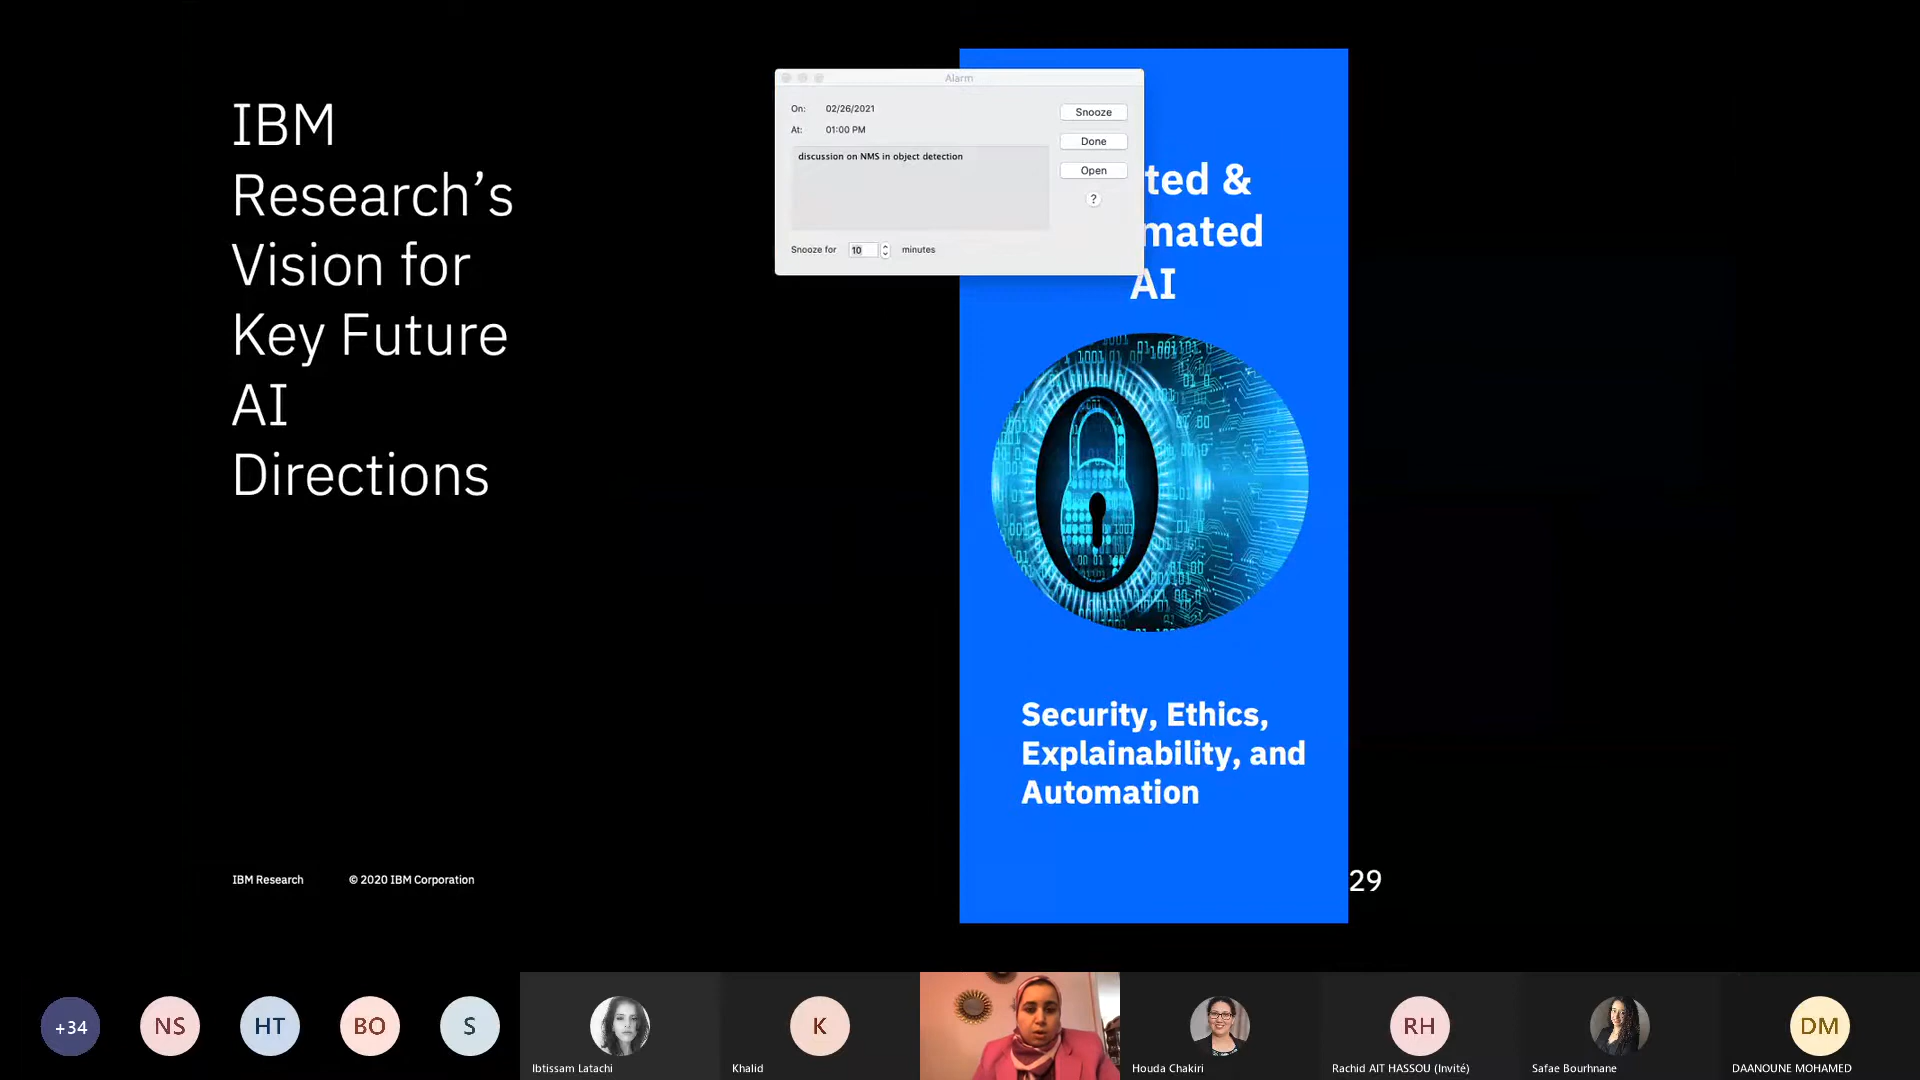 IBM
Research’s
Vision for
Key Future
AI
Directions
Alarm
On: 02/26/2021
At: 01:00 PM
discussion on NMS in object detection
Snooze
Done
Open
?
Snooze for 10 minutes
ted &
mated
AI
Security, Ethics,
Explainability, and
Automation
IBM Research © 2020 IBM Corporation
29
+34
NS
HT
BO
S
Ibtissam Latachi
K
Khalid
Houda Chakiri
RH
Rachid AIT HASSOU (Invité)
Safae Bourhnane
DM
DAANOUNE MOHAMED